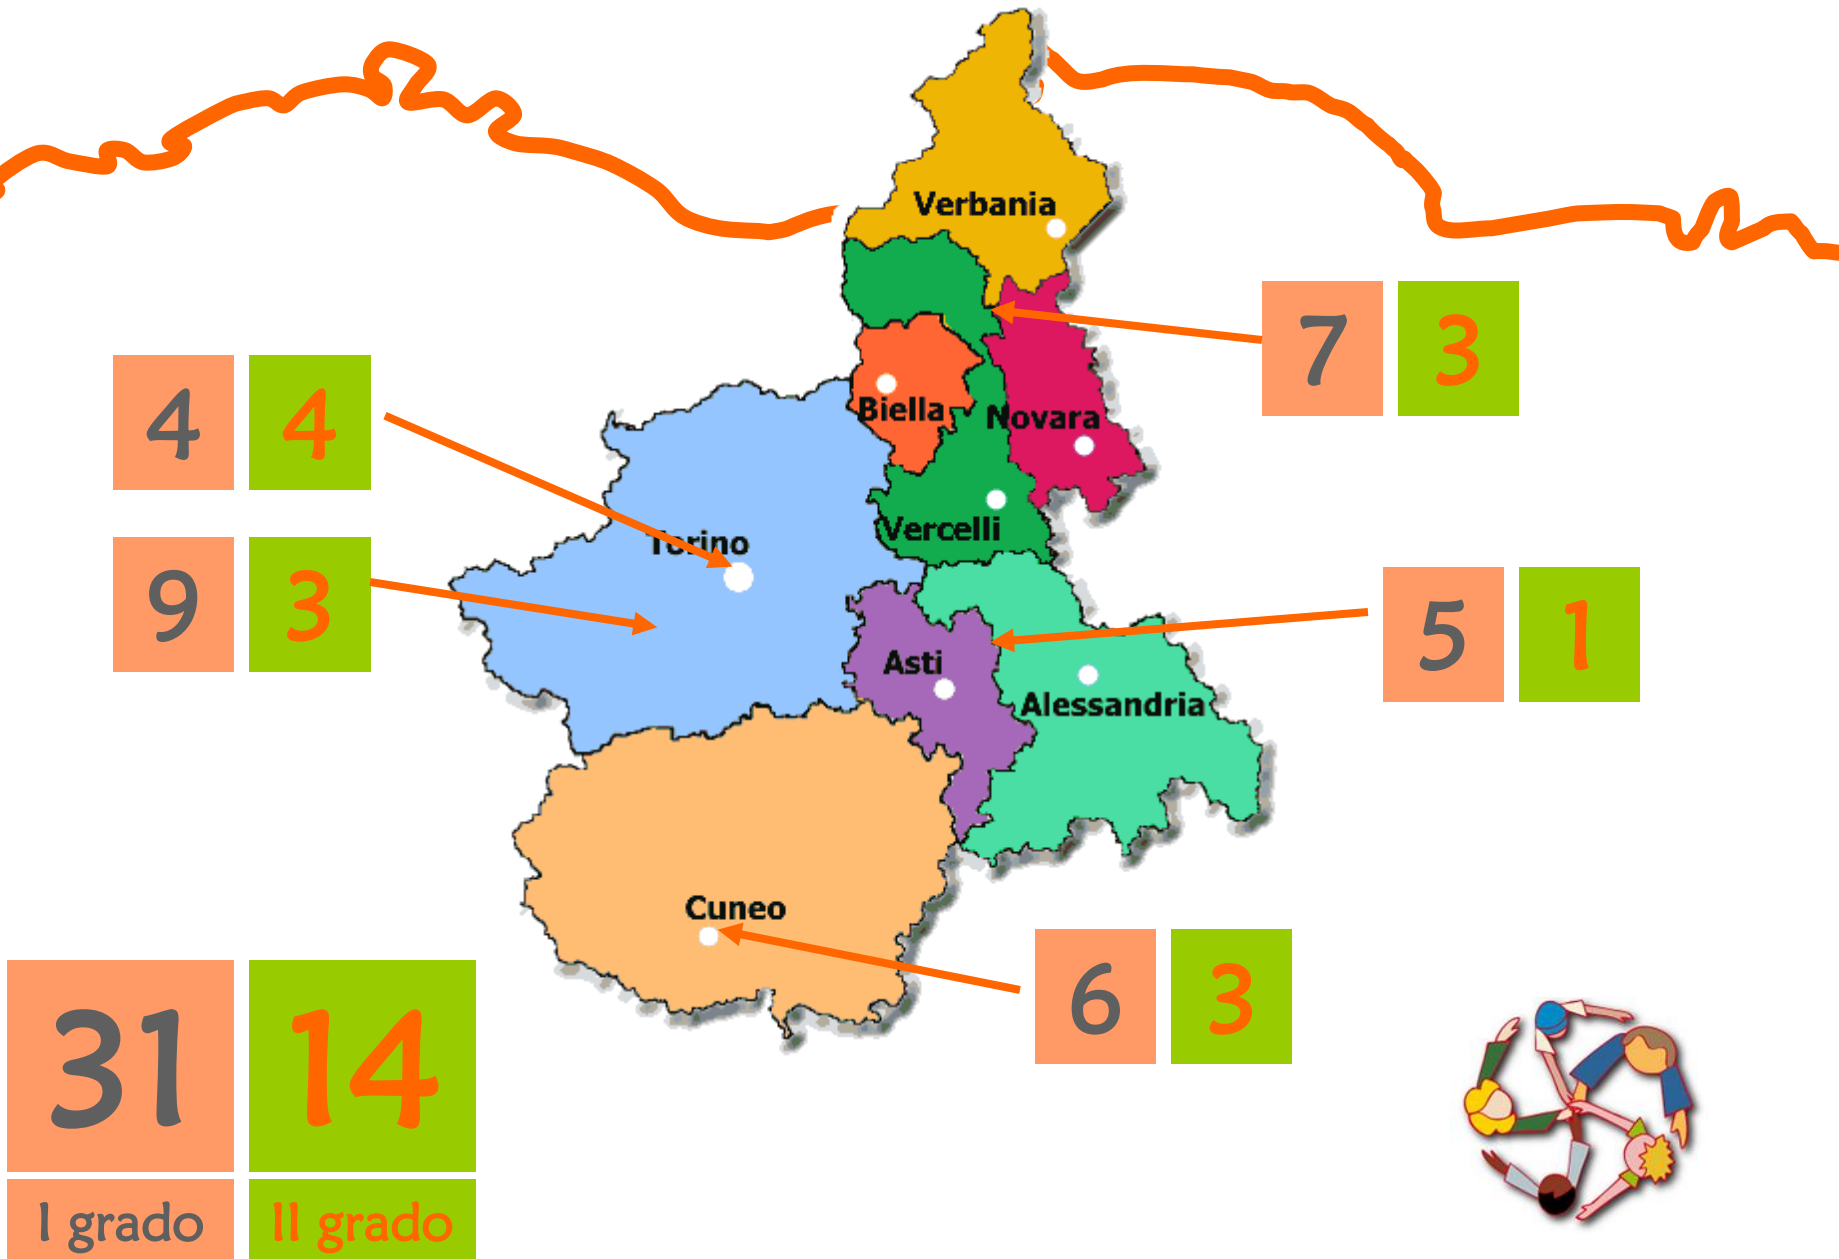 Verbania
7 3
4 4
Biella
Novara
Vercelli
Torino
9 3
5 1
Asti
Alessandria
Cuneo
6 3
31 14
I grado II grado